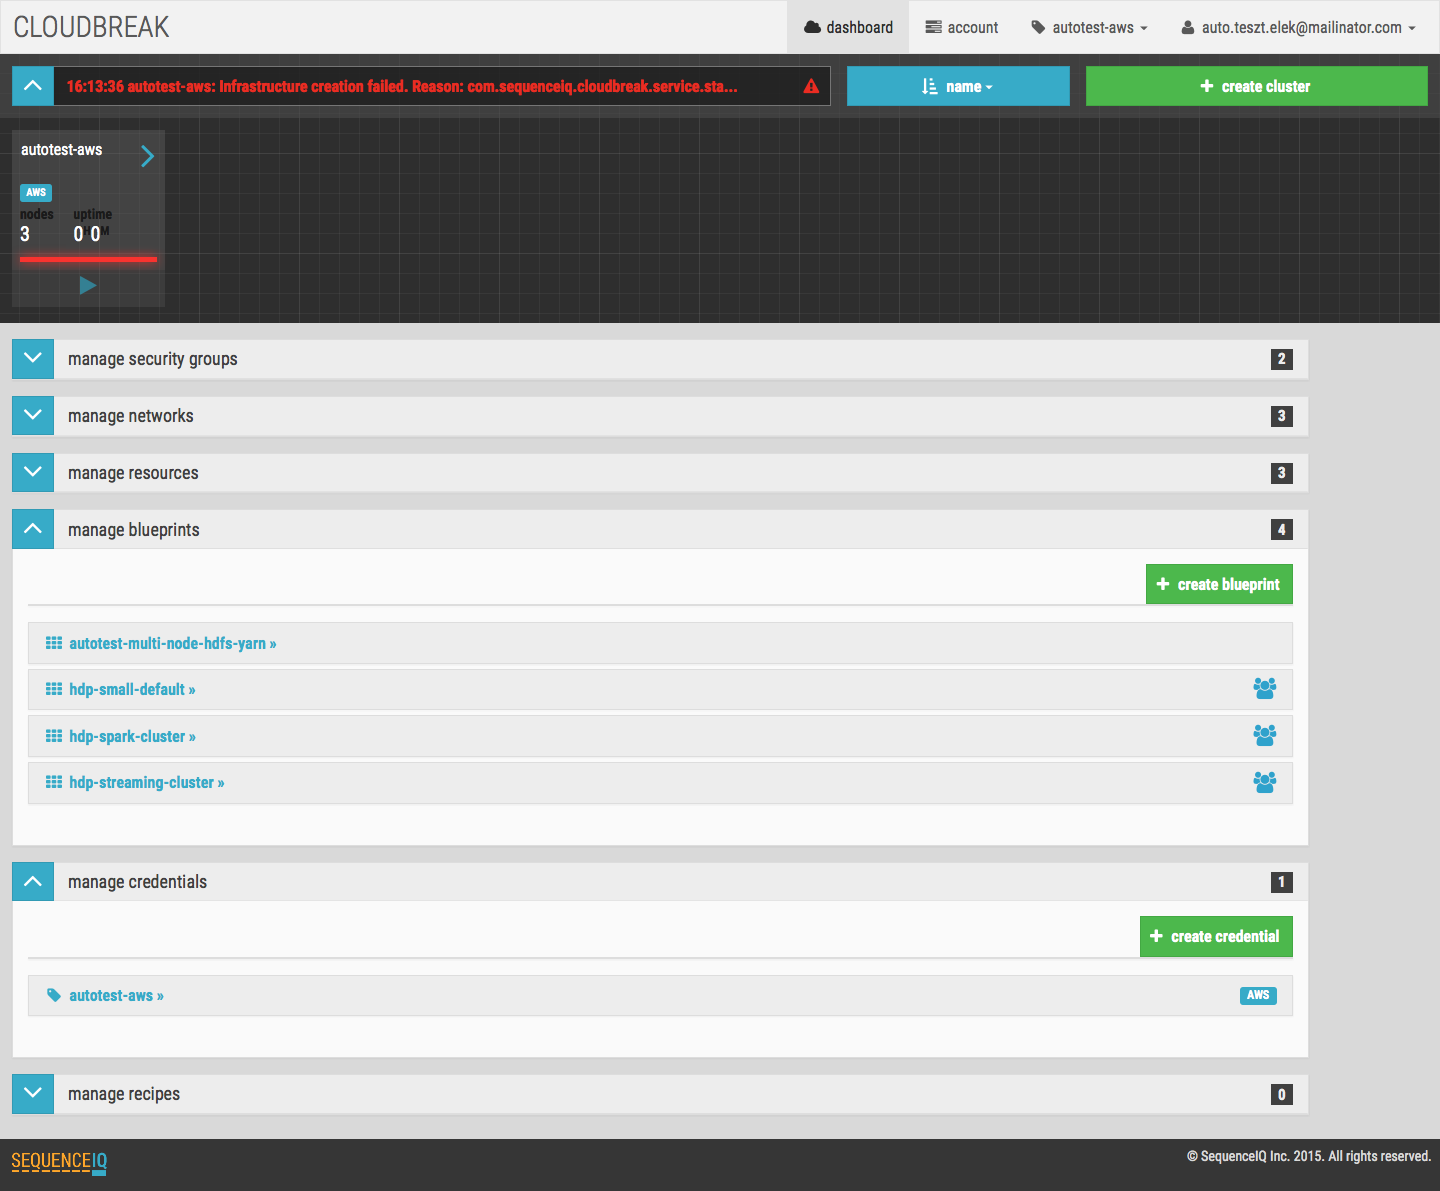 CLOUDBREAK
dashboard
account
autotest-aws
auto.teszt.elek@mailinator.com
16:13:36 autotest-aws: Infrastructure creation failed. Reason: com.sequenceiq.cloudbreak.service.sta...
name
create cluster
autotest-aws
AWS
nodes uptime
3 0 0 M
manage security groups 2
manage networks 3
manage resources 3
manage blueprints 4
create blueprint
autotest-multi-node-hdfs-yarn »
hdp-small-default »
hdp-spark-cluster »
hdp-streaming-cluster »
manage credentials 1
create credential
autotest-aws » AWS
manage recipes 0
SEQUENCEIQ
© SequenceIQ Inc. 2015. All rights reserved.